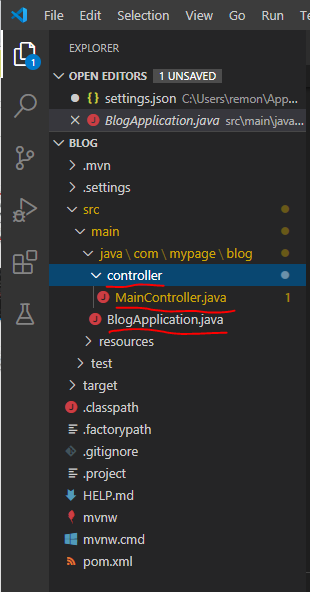 File Edit Selection View Go Run Ter
EXPLORER
1
OPEN EDITORS 1 UNSAVED
{ } settings.json C:\Users\remon\App...
BlogApplication.java src\main\java...
BLOG
.mvn
.settings
src
main
java \ com \ mypage \ blog
controller
MainController.java 1
BlogApplication.java
resources
test
target
.classpath
.factorypath
.gitignore
.project
HELP.md
mvnw
mvnw.cmd
pom.xml